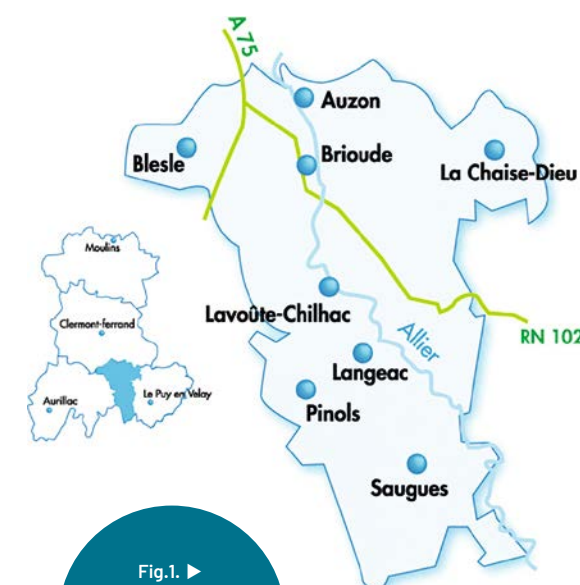 A 75
Auzon
Blesle
Brioude
La Chaise-Dieu
Moulins
Lavoûte-Chilhac
Allier
Clermont-ferrand
RN 102
Langeac
Aurillac
Le Puy en Velay
Pinols
Saugues
Fig.1. ►